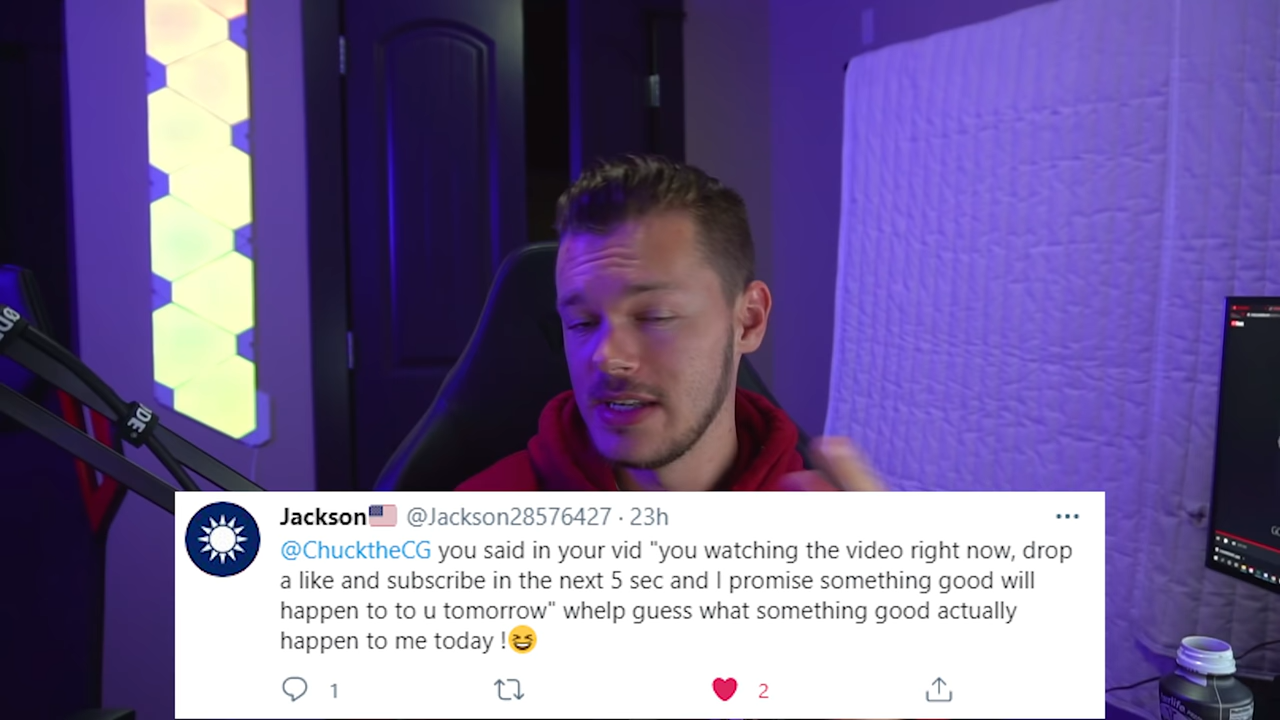 Jackson🇺🇸 @Jackson28576427 · 23h
@ChucktheCG you said in your vid "you watching the video right now, drop
a like and subscribe in the next 5 sec and I promise something good will
happen to to u tomorrow" whelp guess what something good actually
happen to me today !😆
1
2